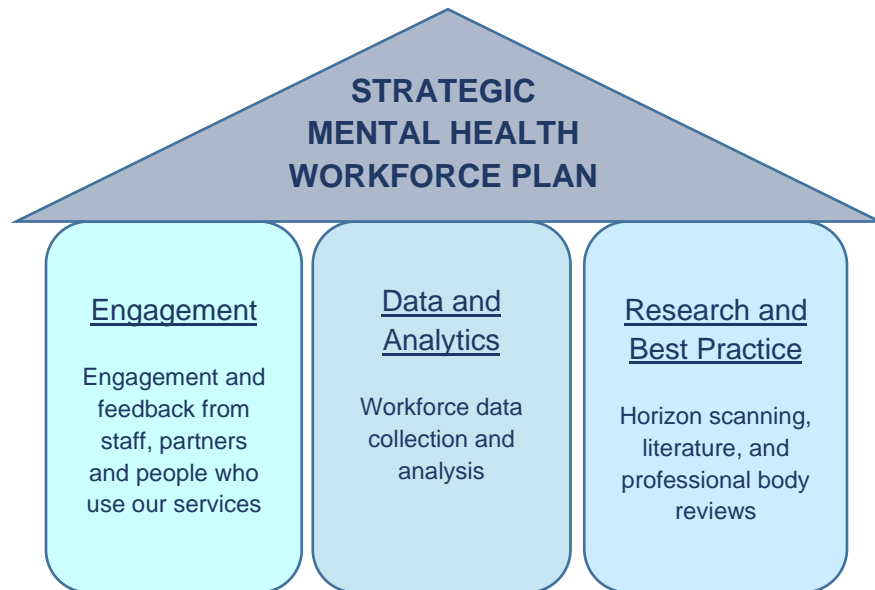 STRATEGIC
MENTAL HEALTH
WORKFORCE PLAN
Engagement
Engagement and
feedback from
staff, partners
and people who
use our services
Data and
Analytics
Workforce data
collection and
analysis
Research and
Best Practice
Horizon scanning,
literature, and
professional body
reviews